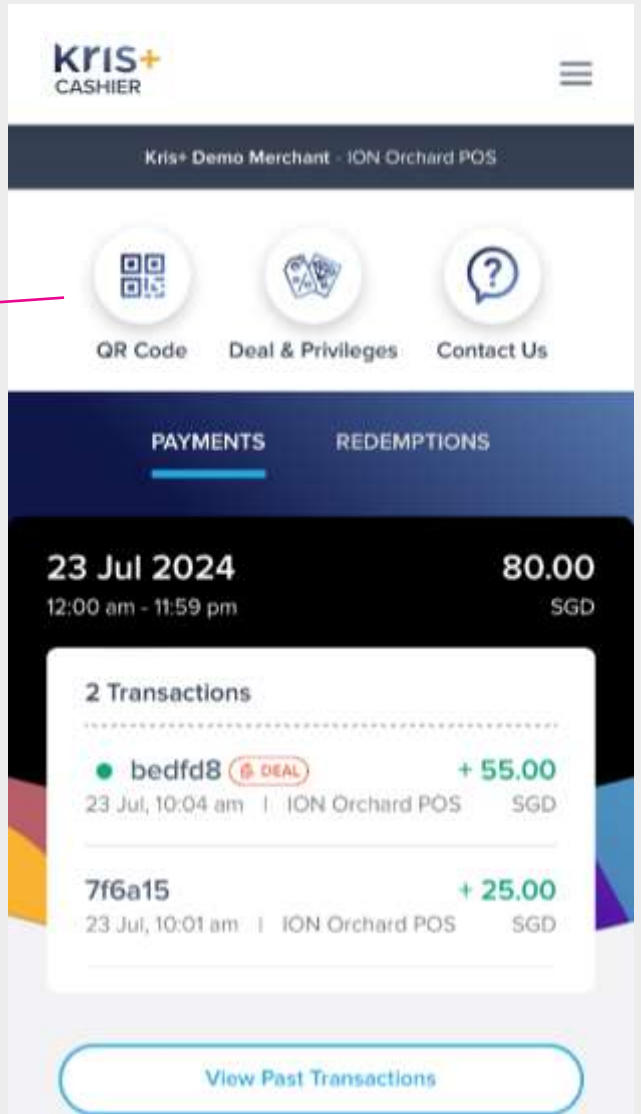 Kris+
CASHIER
Kris+ Demo Merchant - ION Orchard POS
QR Code Deal & Privileges Contact Us
PAYMENTS REDEMPTIONS
23 Jul 2024 80.00
12:00 am - 11:59 pm SGD
2 Transactions
bedfd8 DEAL + 55.00
23 Jul, 10:04 am | ION Orchard POS SGD
7f6a15 + 25.00
23 Jul, 10:01 am | ION Orchard POS SGD
View Past Transactions